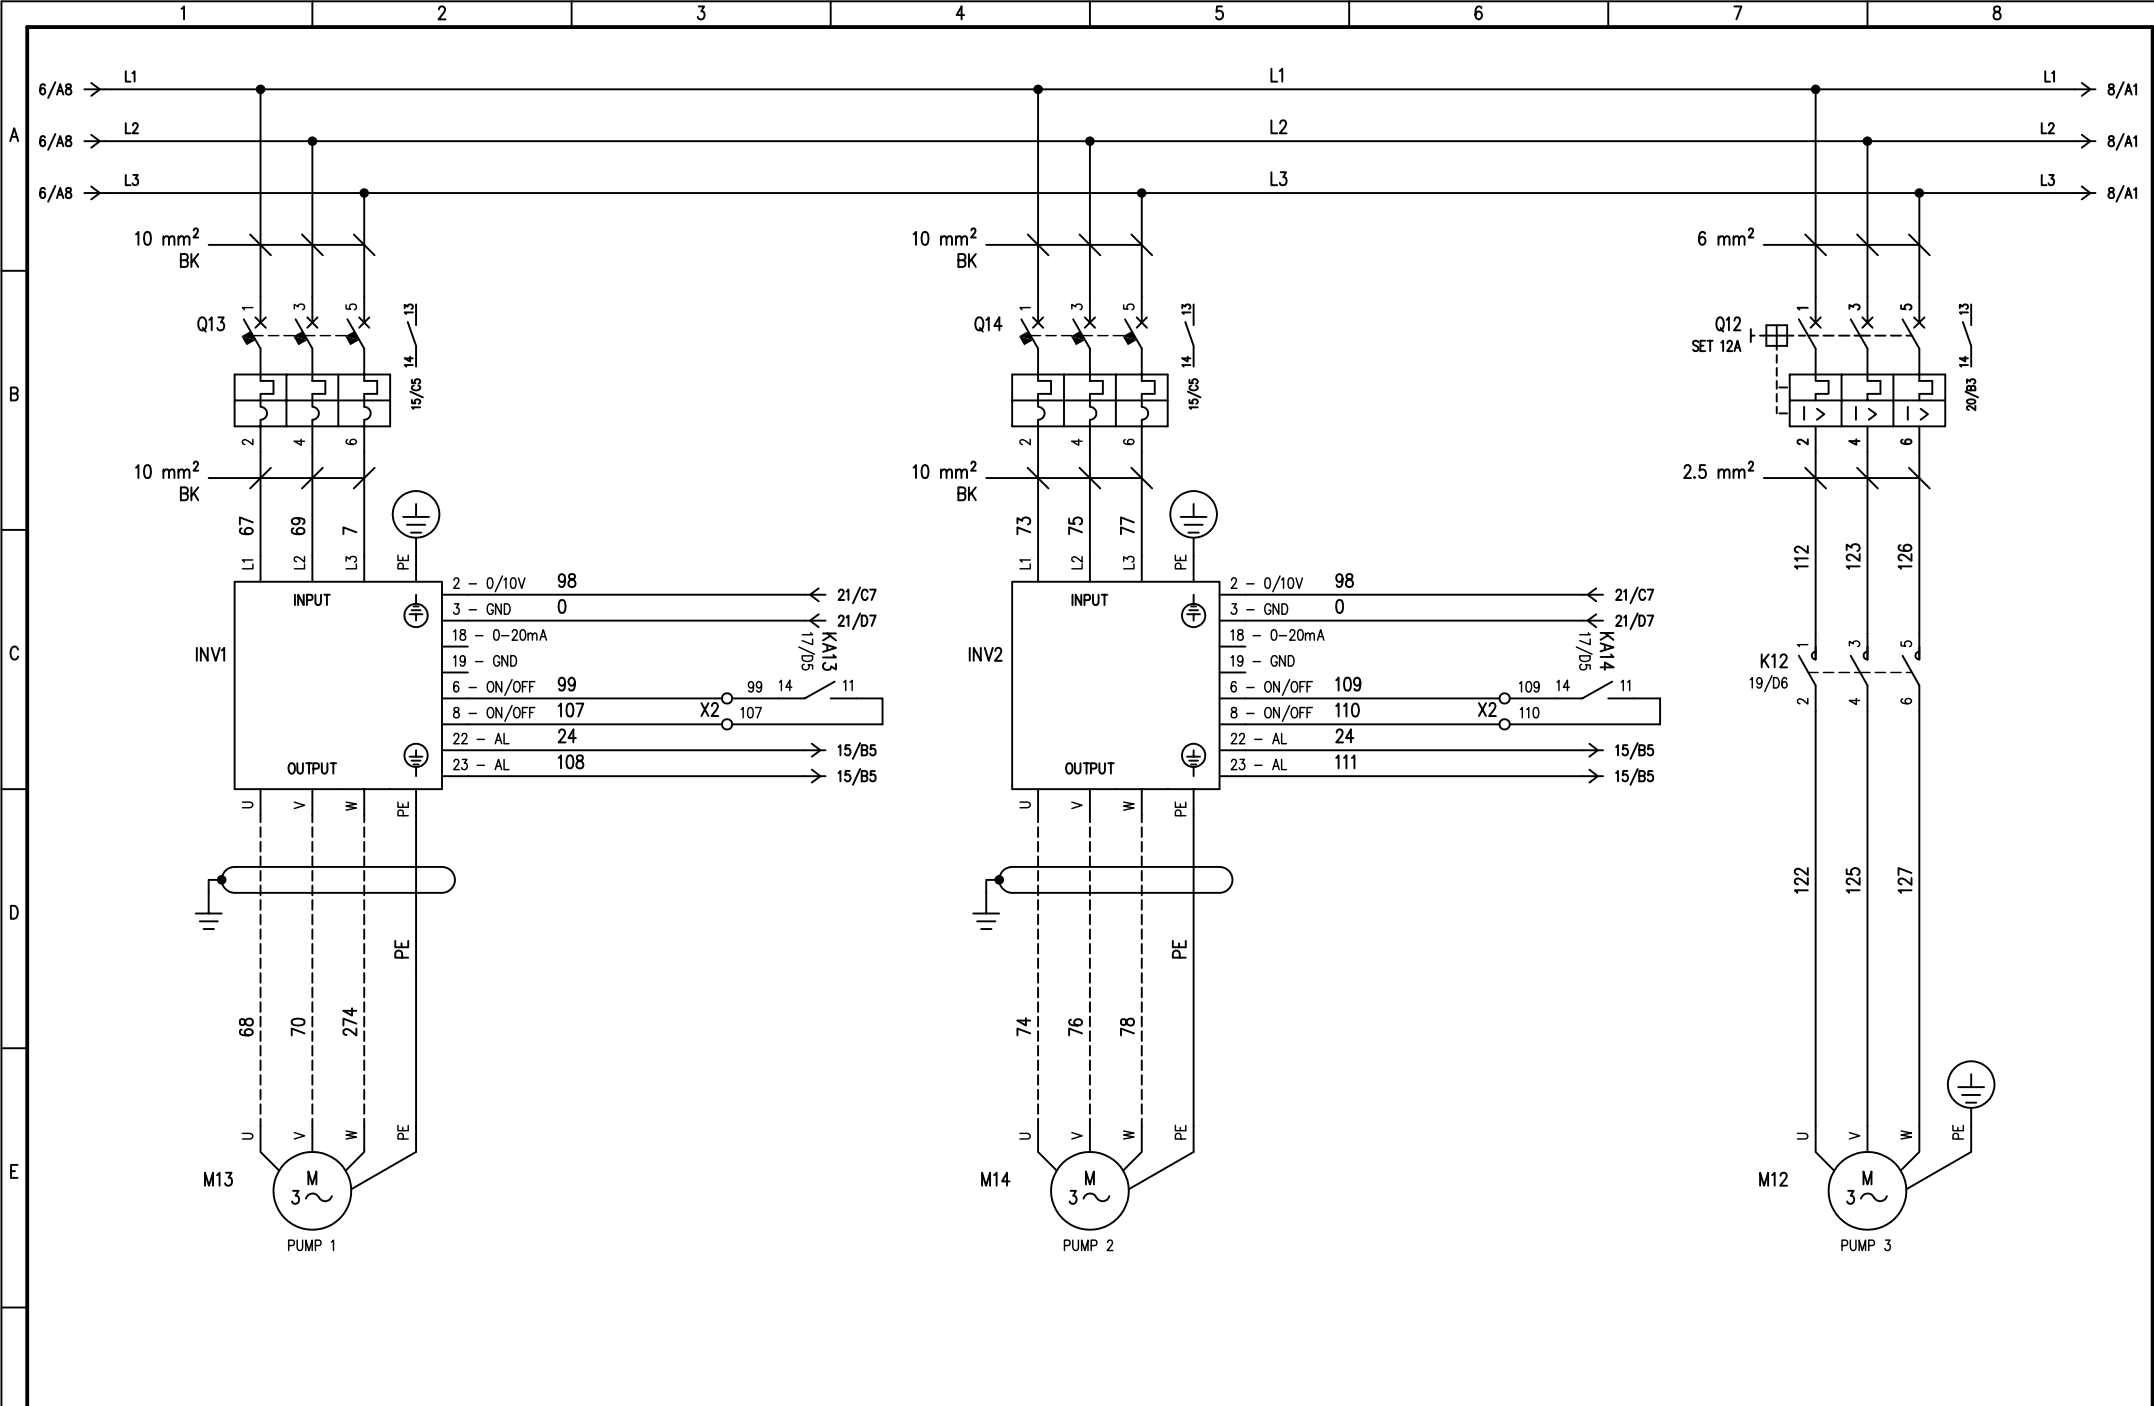 1 2 3 4 5 6 7 8
A
B
C
D
E
6/A8 L1 L1 L1 8/A1
6/A8 L2 L2 L2 8/A1
6/A8 L3 L3 L3 8/A1
10 mm²
BK
10 mm²
BK
6 mm²
Q13 1 3 5 13
14
15/C5
2 4 6
Q14 1 3 5 13
14
15/C5
2 4 6
Q12 1 3 5 13
SET 12A
14
20/B3
I > I > I >
2 4 6
10 mm²
BK
10 mm²
BK
2.5 mm²
67 69 7
L1 L2 L3 PE
73 75 77
L1 L2 L3 PE
112 123 126
INV1
INPUT
OUTPUT
2 - 0/10V 98 21/C7
3 - GND 0 21/D7
18 - 0-20mA
19 - GND
KA13
17/D5
6 - ON/OFF 99 99 14 11
8 - ON/OFF 107 X2 107
22 - AL 24 15/B5
23 - AL 108 15/B5
INV2
INPUT
OUTPUT
2 - 0/10V 98 21/C7
3 - GND 0 21/D7
18 - 0-20mA
19 - GND
KA14
17/D5
6 - ON/OFF 109 109 14 11
8 - ON/OFF 110 X2 110
22 - AL 24 15/B5
23 - AL 111 15/B5
K12 1 3 5
19/D6
2 4 6
U V W PE
U V W PE
122 125 127
PE
PE
68 70 274
74 76 78
U V W PE
U V W PE
U V W PE
M13
M
3
PUMP 1
M14
M
3
PUMP 2
M12
M
3
PUMP 3